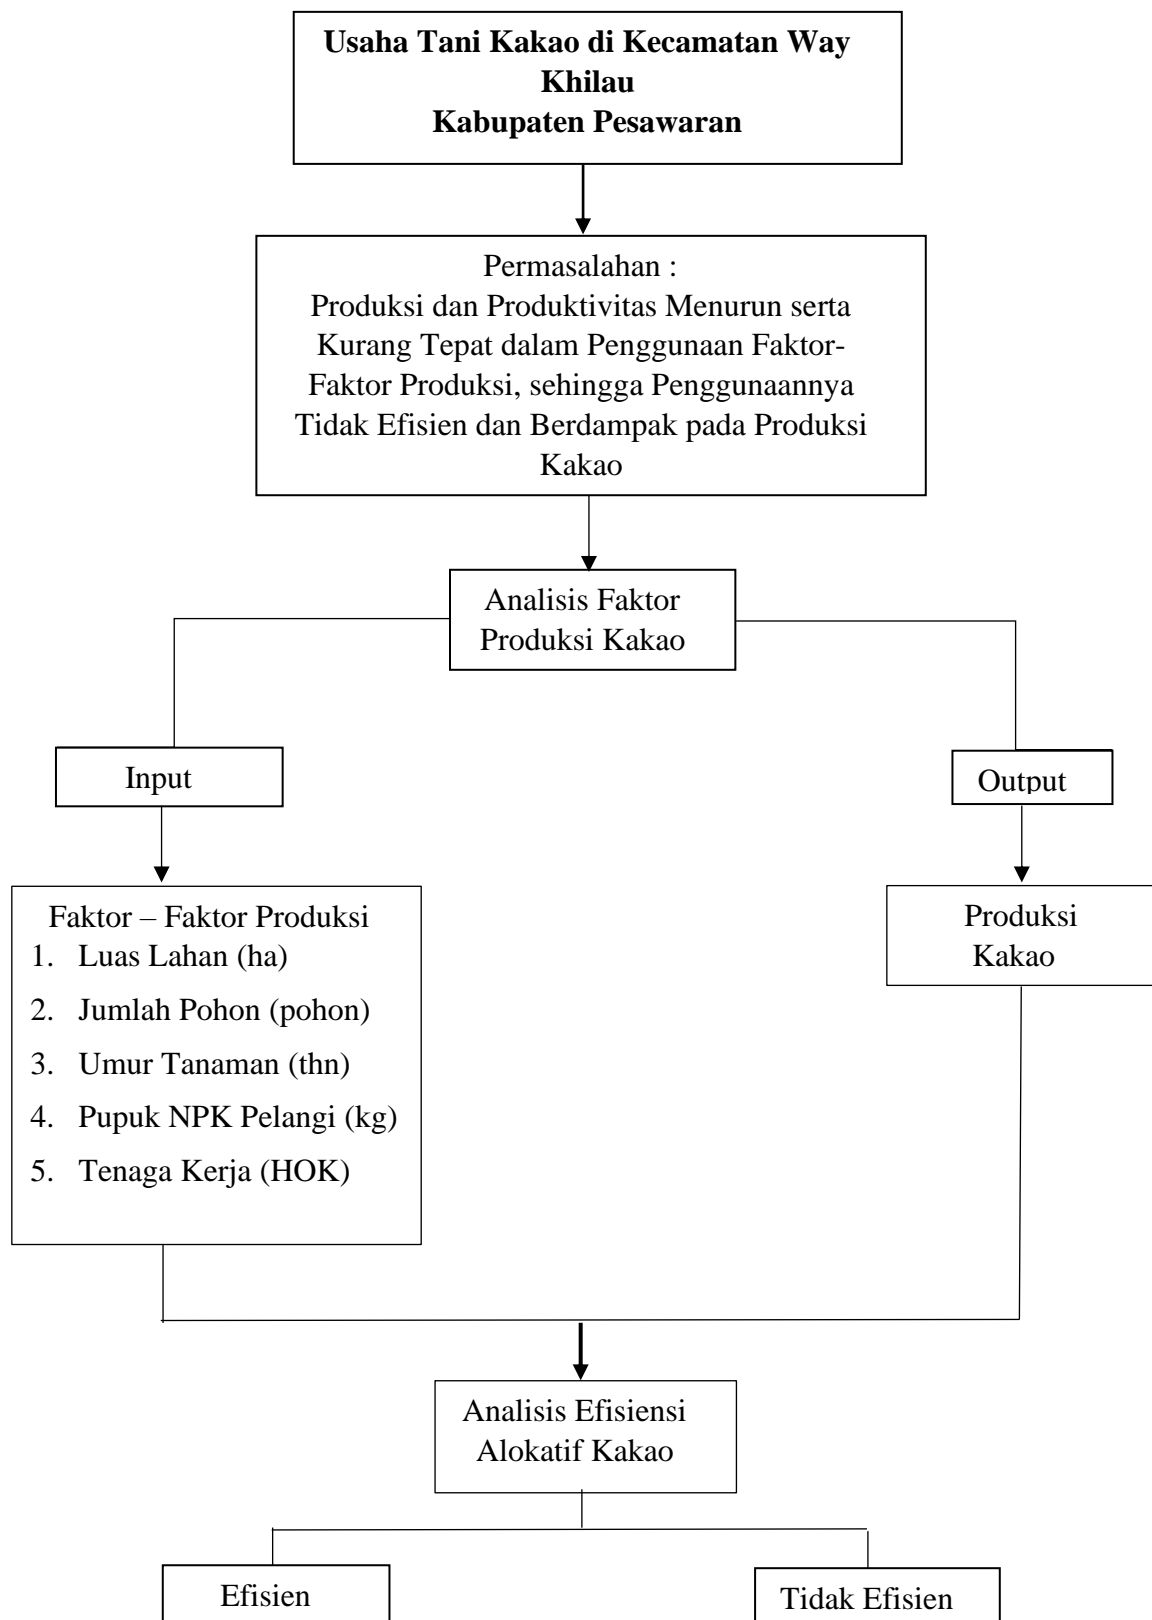 Usaha Tani Kakao di Kecamatan Way
Khilau
Kabupaten Pesawaran
Permasalahan :
Produksi dan Produktivitas Menurun serta
Kurang Tepat dalam Penggunaan Faktor-
Faktor Produksi, sehingga Penggunaannya
Tidak Efisien dan Berdampak pada Produksi
Kakao
Analisis Faktor
Produksi Kakao
Input
Output
Faktor – Faktor Produksi
1. Luas Lahan (ha)
2. Jumlah Pohon (pohon)
3. Umur Tanaman (thn)
4. Pupuk NPK Pelangi (kg)
5. Tenaga Kerja (HOK)
Produksi
Kakao
Analisis Efisiensi
Alokatif Kakao
Efisien
Tidak Efisien